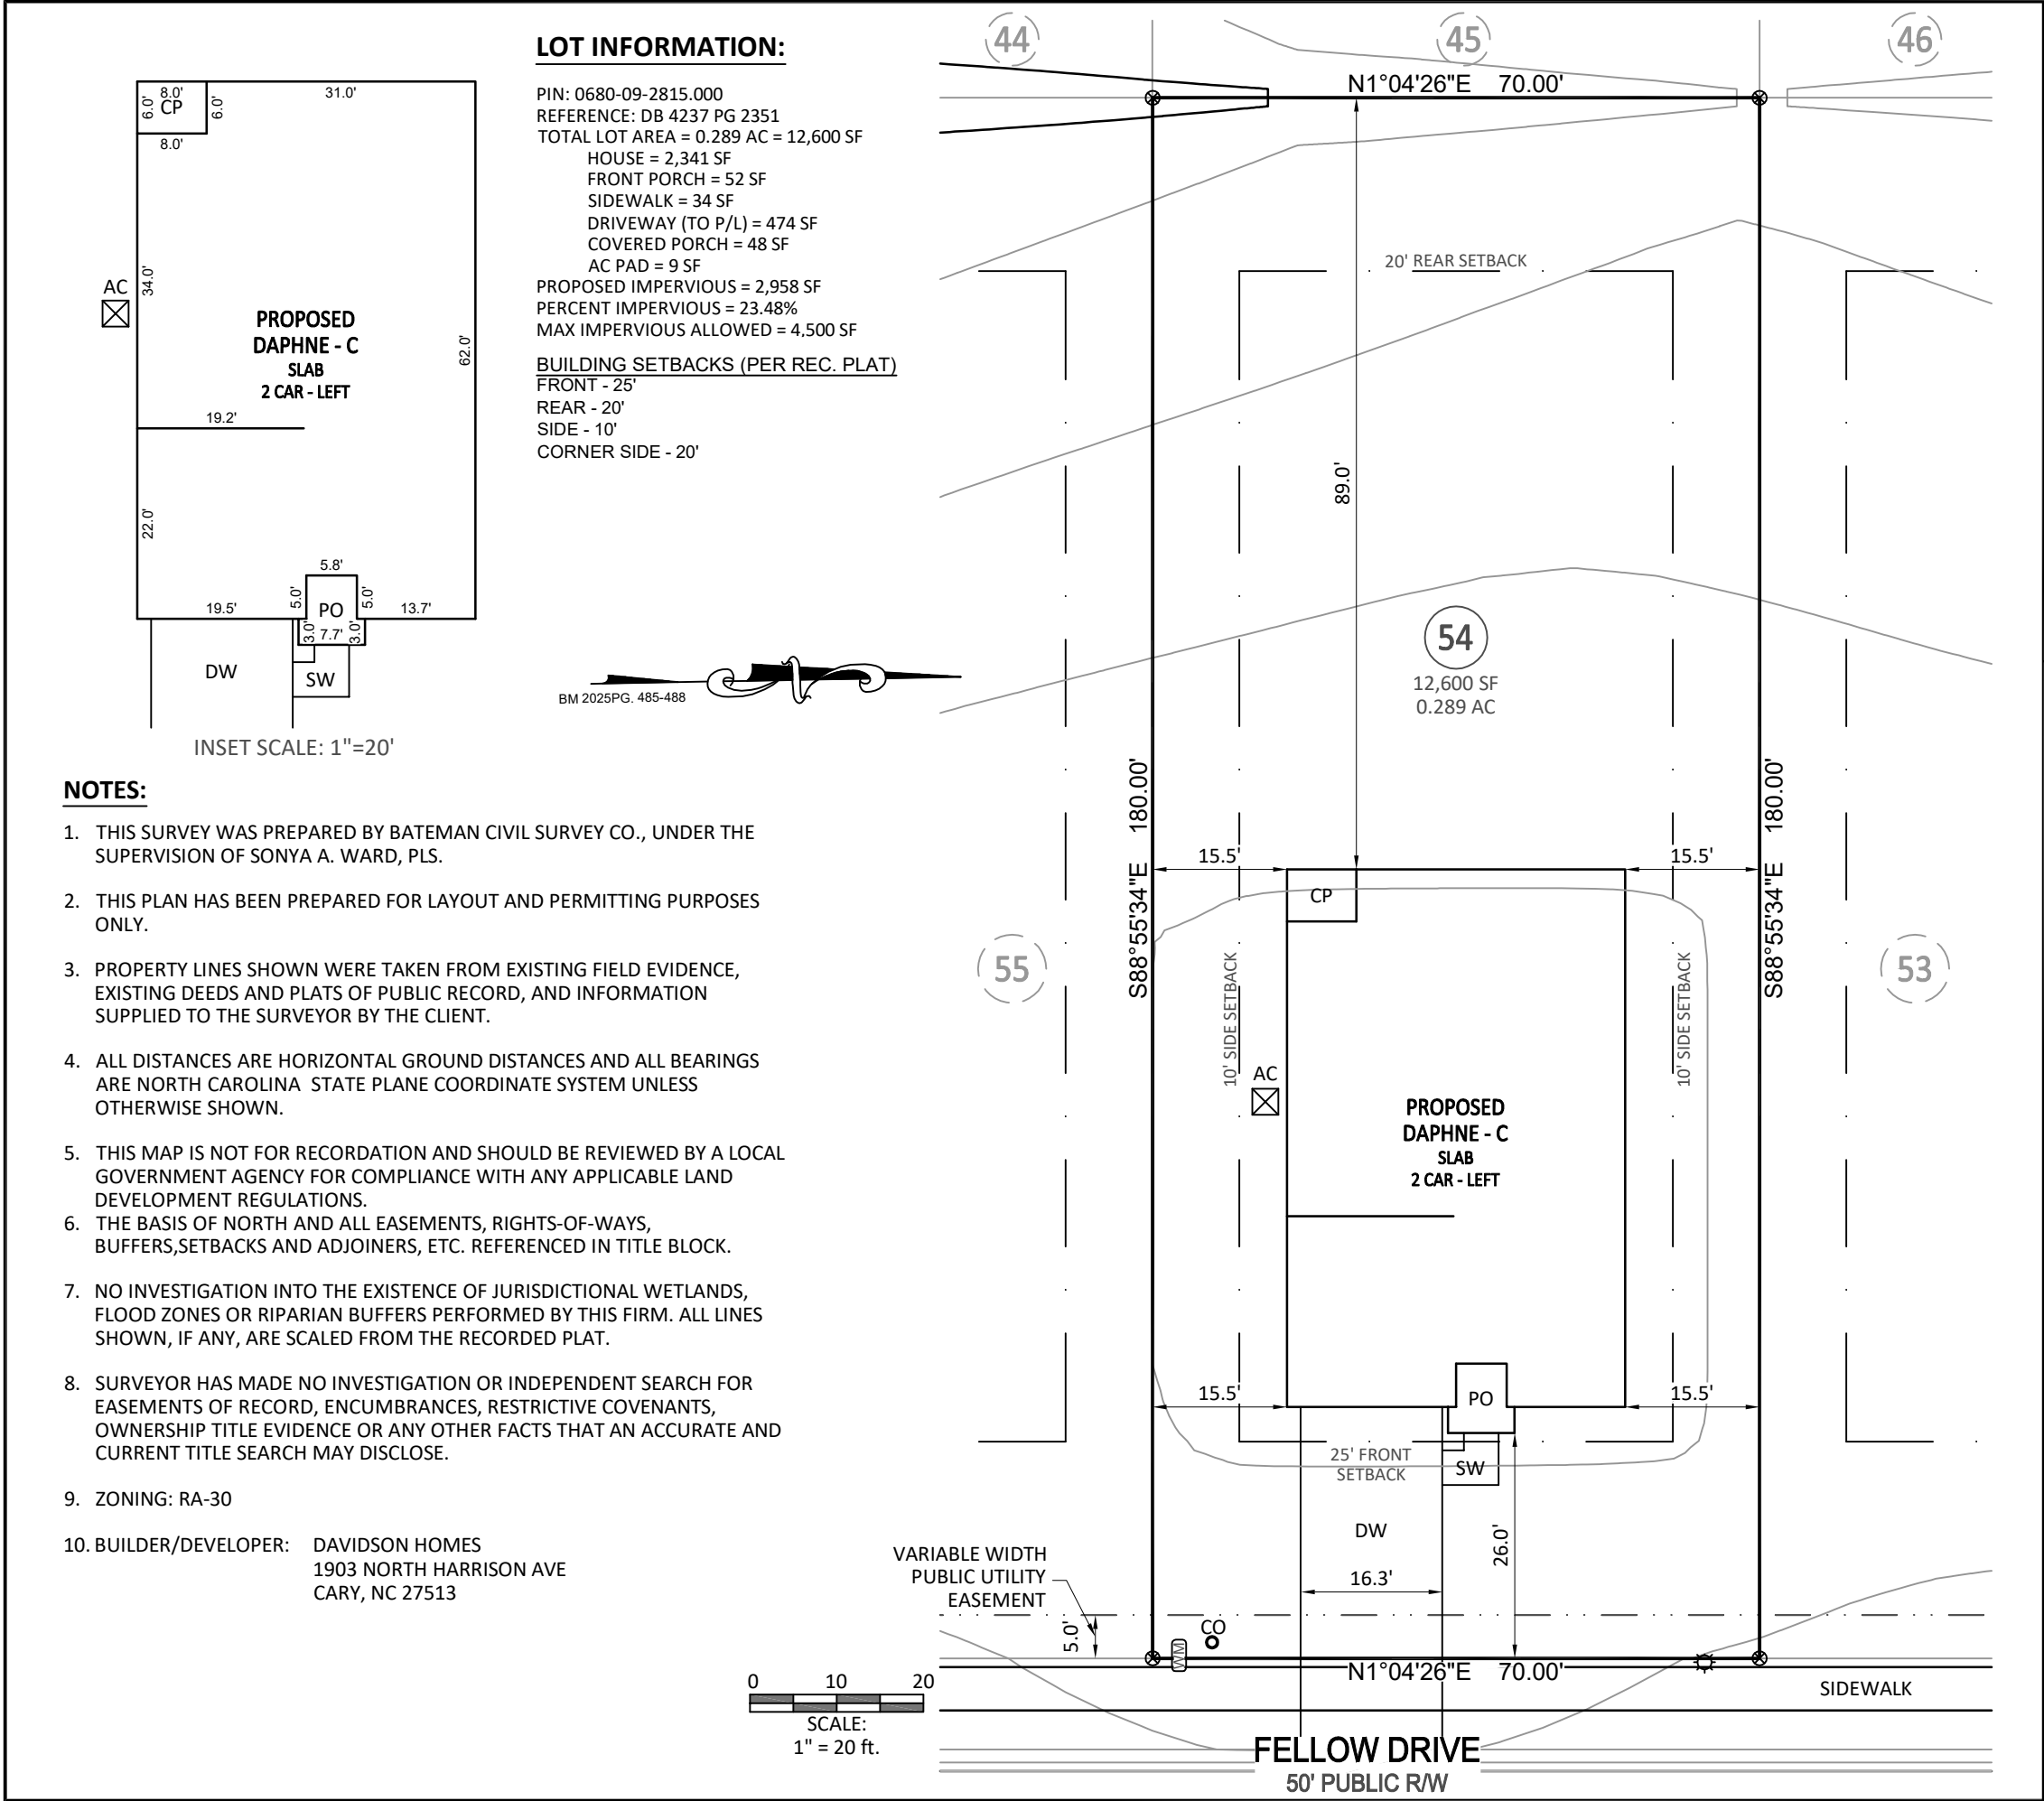 LOT INFORMATION:
PIN: 0680-09-2815.000
REFERENCE: DB 4237 PG 2351
TOTAL LOT AREA = 0.289 AC = 12,600 SF
HOUSE = 2,341 SF
FRONT PORCH = 52 SF
SIDEWALK = 34 SF
DRIVEWAY (TO P/L) = 474 SF
COVERED PORCH = 48 SF
AC PAD = 9 SF
PROPOSED IMPERVIOUS = 2,958 SF
PERCENT IMPERVIOUS = 23.48%
MAX IMPERVIOUS ALLOWED = 4,500 SF
BUILDING SETBACKS (PER REC. PLAT)
FRONT - 25'
REAR - 20'
SIDE - 10'
CORNER SIDE - 20'
8.0'
6.0'
CP
6.0'
8.0'
31.0'
34.0'
AC
PROPOSED
DAPHNE - C
SLAB
2 CAR - LEFT
62.0'
19.2'
22.0'
5.8'
5.0'
PO
5.0'
19.5'
13.7'
3.0'
7.7'
3.0'
DW
SW
INSET SCALE: 1"=20'
BM 2025PG. 485-488
NOTES:
1. THIS SURVEY WAS PREPARED BY BATEMAN CIVIL SURVEY CO., UNDER THE
SUPERVISION OF SONYA A. WARD, PLS.
2. THIS PLAN HAS BEEN PREPARED FOR LAYOUT AND PERMITTING PURPOSES
ONLY.
3. PROPERTY LINES SHOWN WERE TAKEN FROM EXISTING FIELD EVIDENCE,
EXISTING DEEDS AND PLATS OF PUBLIC RECORD, AND INFORMATION
SUPPLIED TO THE SURVEYOR BY THE CLIENT.
4. ALL DISTANCES ARE HORIZONTAL GROUND DISTANCES AND ALL BEARINGS
ARE NORTH CAROLINA STATE PLANE COORDINATE SYSTEM UNLESS
OTHERWISE SHOWN.
5. THIS MAP IS NOT FOR RECORDATION AND SHOULD BE REVIEWED BY A LOCAL
GOVERNMENT AGENCY FOR COMPLIANCE WITH ANY APPLICABLE LAND
DEVELOPMENT REGULATIONS.
6. THE BASIS OF NORTH AND ALL EASEMENTS, RIGHTS-OF-WAYS,
BUFFERS,SETBACKS AND ADJOINERS, ETC. REFERENCED IN TITLE BLOCK.
7. NO INVESTIGATION INTO THE EXISTENCE OF JURISDICTIONAL WETLANDS,
FLOOD ZONES OR RIPARIAN BUFFERS PERFORMED BY THIS FIRM. ALL LINES
SHOWN, IF ANY, ARE SCALED FROM THE RECORDED PLAT.
8. SURVEYOR HAS MADE NO INVESTIGATION OR INDEPENDENT SEARCH FOR
EASEMENTS OF RECORD, ENCUMBRANCES, RESTRICTIVE COVENANTS,
OWNERSHIP TITLE EVIDENCE OR ANY OTHER FACTS THAT AN ACCURATE AND
CURRENT TITLE SEARCH MAY DISCLOSE.
9. ZONING: RA-30
10. BUILDER/DEVELOPER: DAVIDSON HOMES
1903 NORTH HARRISON AVE
CARY, NC 27513
0 10 20
SCALE:
1" = 20 ft.
44
45
46
N1°04'26"E 70.00'
20' REAR SETBACK
89.0'
54
12,600 SF
0.289 AC
S88°55'34"E 180.00'
S88°55'34"E 180.00'
15.5'
15.5'
CP
55
53
10' SIDE SETBACK
10' SIDE SETBACK
AC
PROPOSED
DAPHNE - C
SLAB
2 CAR - LEFT
15.5'
PO
15.5'
25' FRONT
SETBACK
SW
DW
26.0'
16.3'
VARIABLE WIDTH
PUBLIC UTILITY
EASEMENT
5.0'
CO
WM
N1°04'26"E 70.00'
SIDEWALK
FELLOW DRIVE
50' PUBLIC R/W